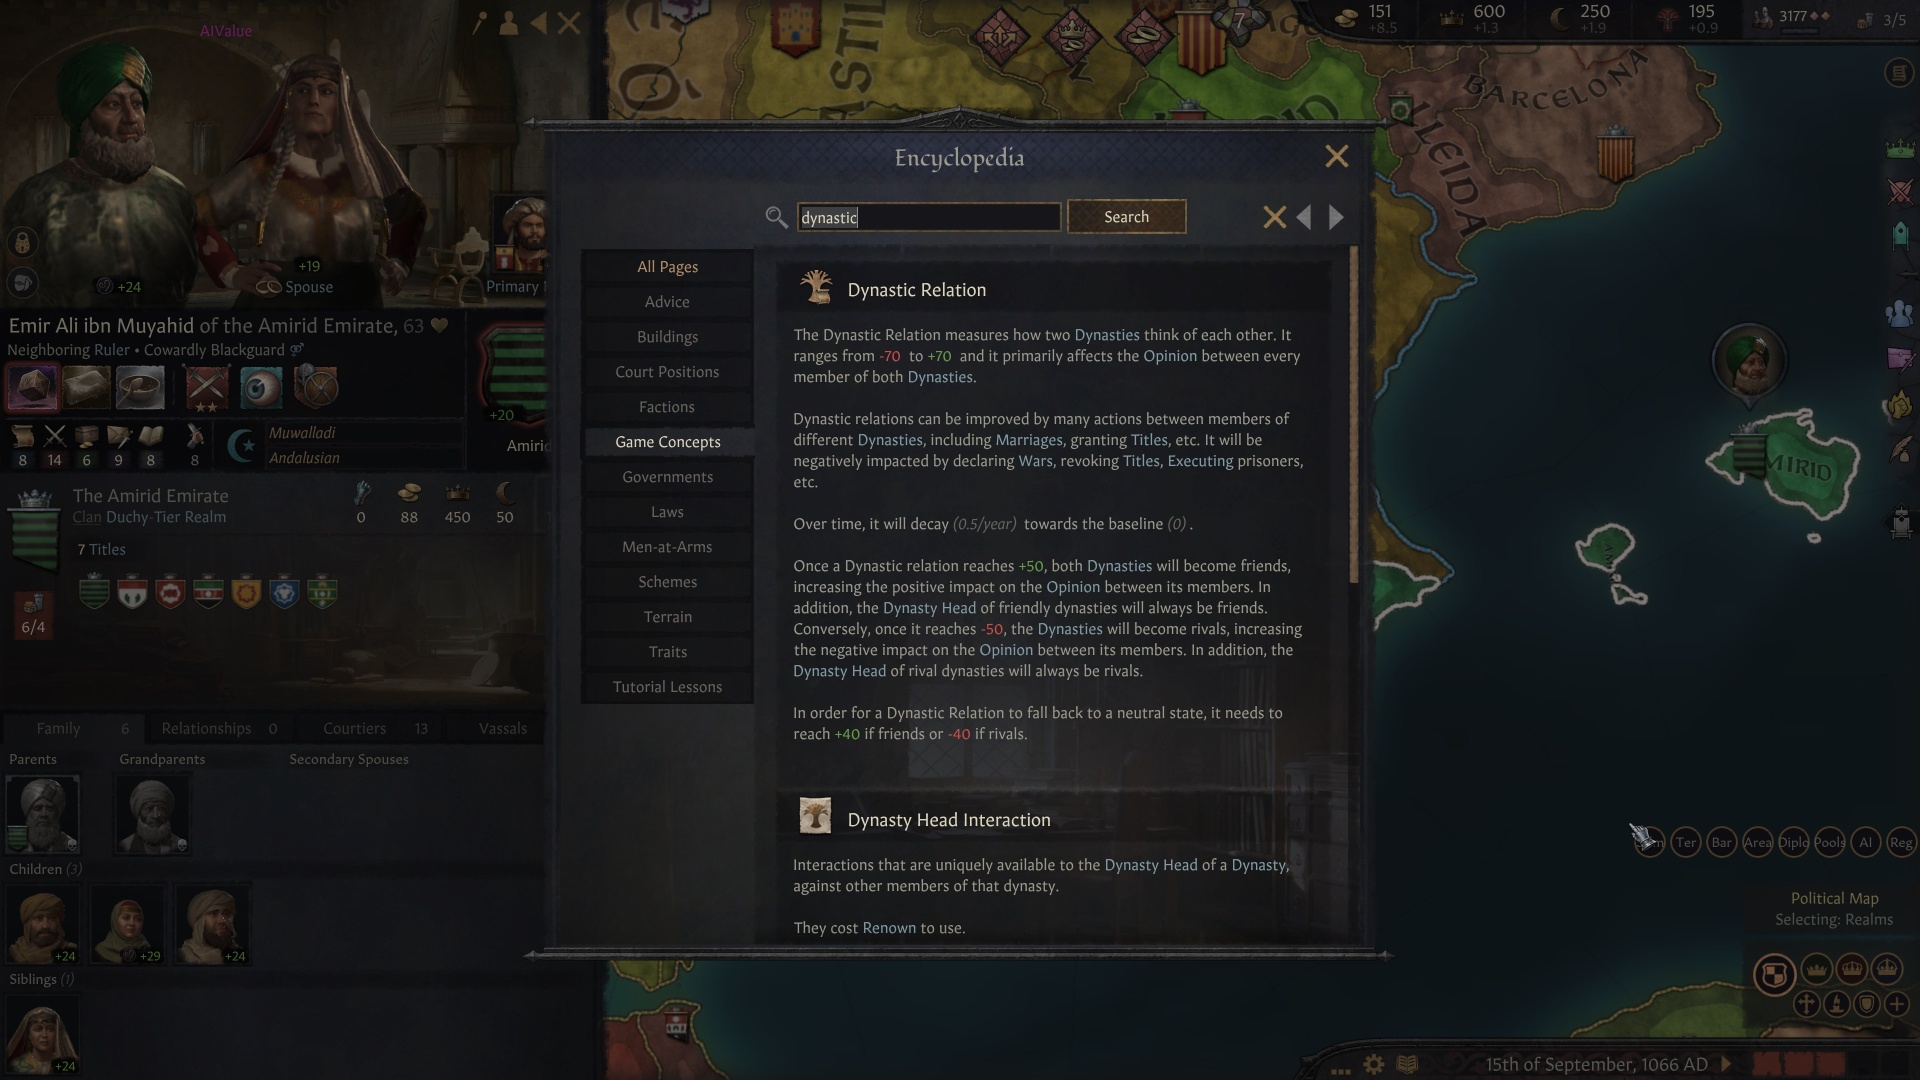 AIValue
151
+8.5
600
+1.3
250
+1.9
195
+0.9
3177
3/5
7
BARCELONA
LLEIDA
Encyclopedia
dynastic
Search
All Pages
Advice
Buildings
Court Positions
Factions
Game Concepts
Governments
Laws
Men-at-Arms
Schemes
Terrain
Traits
Tutorial Lessons
Dynastic Relation
The Dynastic Relation measures how two Dynasties think of each other. It
ranges from -70 to +70 and it primarily affects the Opinion between every
member of both Dynasties.
Dynastic relations can be improved by many actions between members of
different Dynasties, including Marriages, granting Titles, etc. It will be
negatively impacted by declaring Wars, revoking Titles, Executing prisoners,
etc.
Over time, it will decay (0.5/year) towards the baseline (0) .
Once a Dynastic relation reaches +50, both Dynasties will become friends,
increasing the positive impact on the Opinion between its members. In
addition, the Dynasty Head of friendly dynasties will always be friends.
Conversely, once it reaches -50, the Dynasties will become rivals, increasing
the negative impact on the Opinion between its members. In addition, the
Dynasty Head of rival dynasties will always be rivals.
In order for a Dynastic Relation to fall back to a neutral state, it needs to
reach +40 if friends or -40 if rivals.
Dynasty Head Interaction
Interactions that are uniquely available to the Dynasty Head of a Dynasty,
against other members of that dynasty.
They cost Renown to use.
+24
+19
Spouse
Primary
Emir Ali ibn Muyahid of the Amirid Emirate, 63
Neighboring Ruler • Cowardly Blackguard
+20
Amirid
8 14 6 9 8 8
Muwalladi
Andalusian
The Amirid Emirate
Clan Duchy-Tier Realm
0 88 450 50
7 Titles
6/4
Family 6
Relationships 0
Courtiers 13
Vassals
Parents
Grandparents
Secondary Spouses
Children (3)
+24
+29
+24
Siblings (1)
+24
MIRID
Ter Bar Area Diplo Pools AI Reg
Political Map
Selecting: Realms
15th of September, 1066 AD